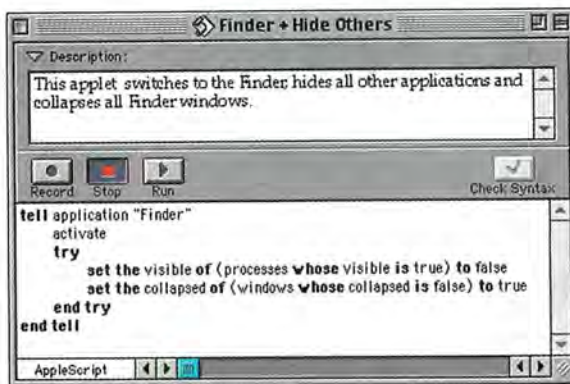 Finder + Hide Others
Description:
This applet switches to the Finder, hides all other applications and
collapses all Finder windows.
Record Stop Run Check Syntax
tell application "Finder"
activate
try
set the visible of (processes whose visible is true) to false
set the collapsed of (windows whose collapsed is false) to true
end try
end tell
AppleScript